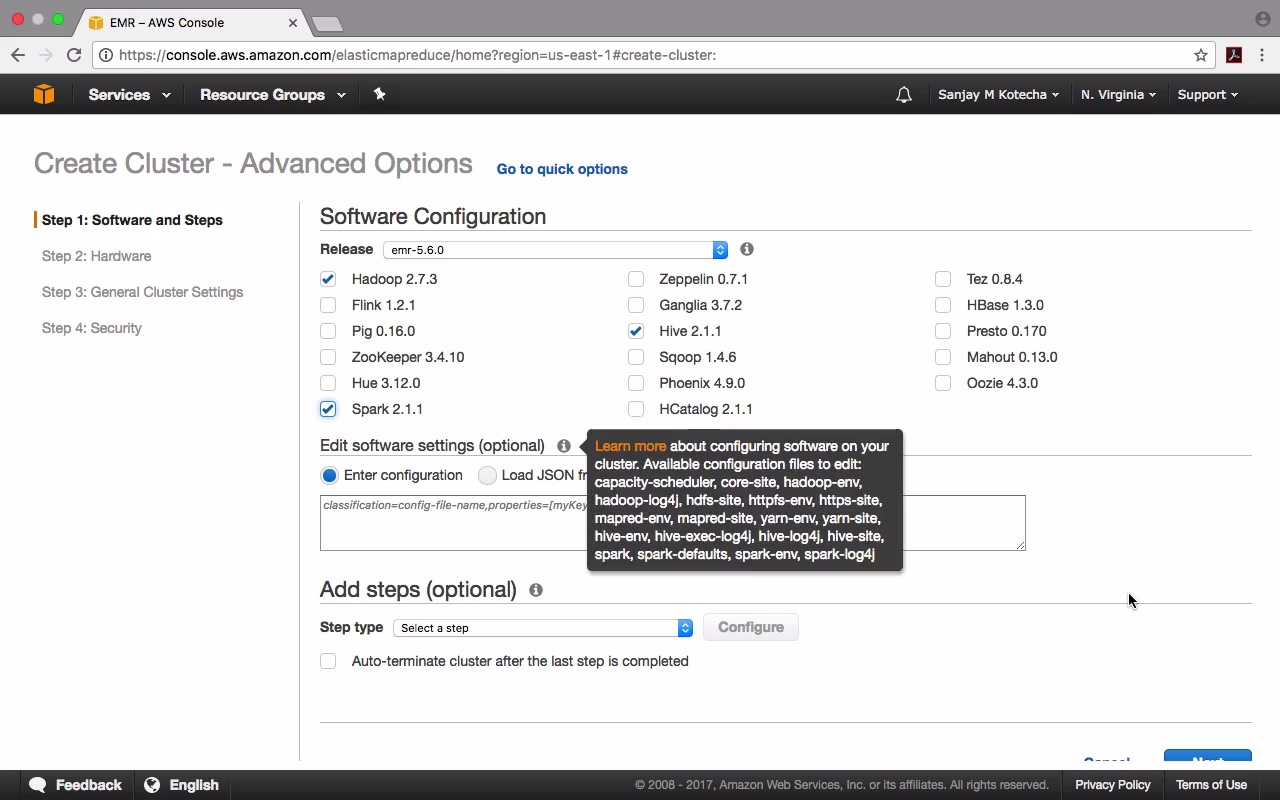 EMR – AWS Console
https://console.aws.amazon.com/elasticmapreduce/home?region=us-east-1#create-cluster:
Services
Resource Groups
Sanjay M Kotecha
N. Virginia
Support
Create Cluster - Advanced Options
Go to quick options
Step 1: Software and Steps
Step 2: Hardware
Step 3: General Cluster Settings
Step 4: Security
Software Configuration
Release emr-5.6.0
Hadoop 2.7.3 Zeppelin 0.7.1 Tez 0.8.4
Flink 1.2.1 Ganglia 3.7.2 HBase 1.3.0
Pig 0.16.0 Hive 2.1.1 Presto 0.170
ZooKeeper 3.4.10 Sqoop 1.4.6 Mahout 0.13.0
Hue 3.12.0 Phoenix 4.9.0 Oozie 4.3.0
Spark 2.1.1 HCatalog 2.1.1
Edit software settings (optional)
Enter configuration Load JSON fr
classification=config-file-name,properties=[myKey
Learn more about configuring software on your
cluster. Available configuration files to edit:
capacity-scheduler, core-site, hadoop-env,
hadoop-log4j, hdfs-site, httpfs-env, https-site,
mapred-env, mapred-site, yarn-env, yarn-site,
hive-env, hive-exec-log4j, hive-log4j, hive-site,
spark, spark-defaults, spark-env, spark-log4j
Add steps (optional)
Step type Select a step Configure
Auto-terminate cluster after the last step is completed
Cancel Next
Feedback English © 2008 - 2017, Amazon Web Services, Inc. or its affiliates. All rights reserved. Privacy Policy Terms of Use